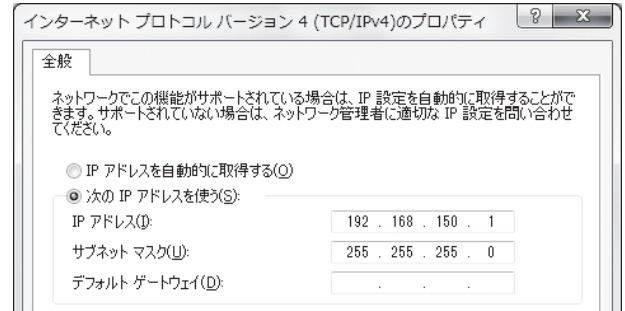 インターネット プロトコル バージョン 4 (TCP/IPv4)のプロパティ
全般
ネットワークでこの機能がサポートされている場合は、IP 設定を自動的に取得することがで
きます。サポートされていない場合は、ネットワーク管理者に適切な IP 設定を問い合わせ
てください。
IP アドレスを自動的に取得する(O)
次の IP アドレスを使う(S):
IP アドレス(I): 192 . 168 . 150 . 1
サブネット マスク(U): 255 . 255 . 255 . 0
デフォルト ゲートウェイ(D): . . .